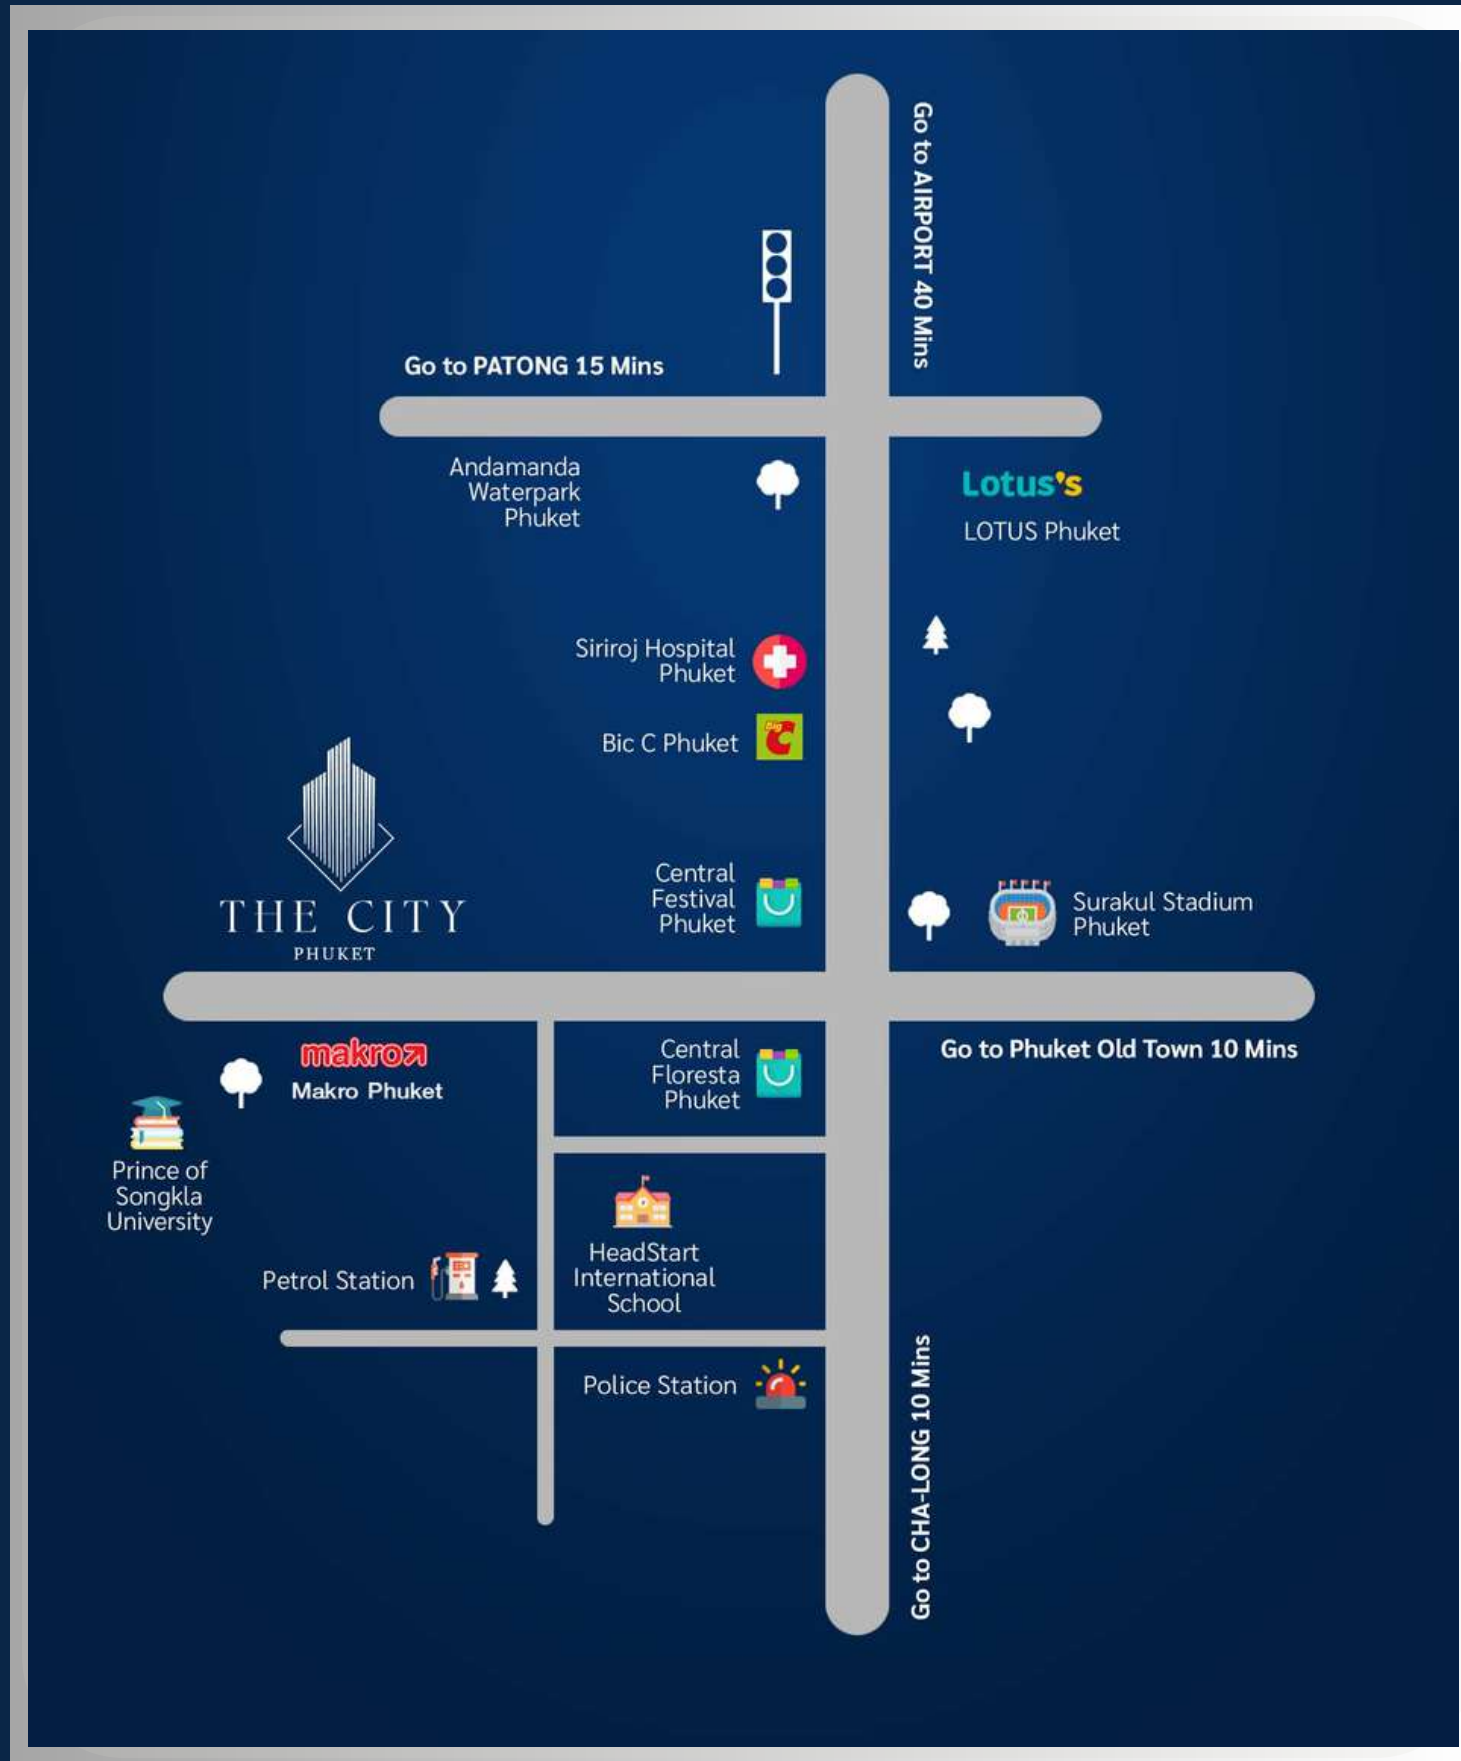 Go to AIRPORT 40 Mins
Go to PATONG 15 Mins
Andamanda
Waterpark
Phuket
Lotus's
LOTUS Phuket
Siriroj Hospital
Phuket
Big
C
Bic C Phuket
THE CITY
PHUKET
Central
Festival
Phuket
Surakul Stadium
Phuket
makro
Makro Phuket
Central
Floresta
Phuket
Go to Phuket Old Town 10 Mins
Prince of
Songkla
University
HeadStart
International
School
Petrol Station
Police Station
Go to CHA-LONG 10 Mins